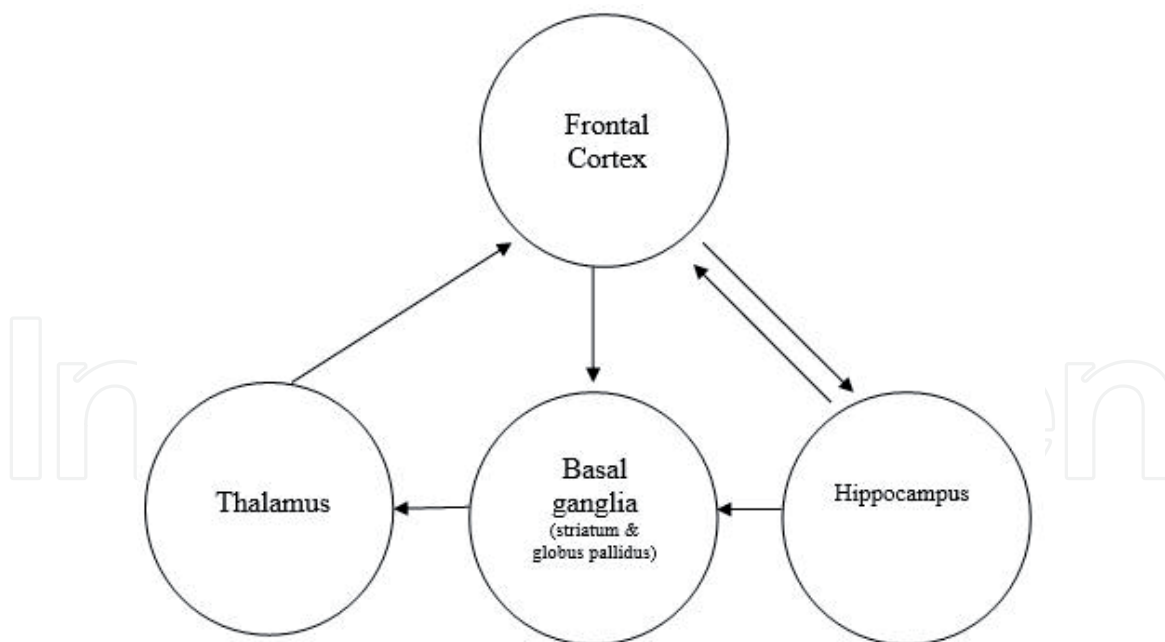 Frontal
Cortex
Thalamus
Basal
ganglia
(striatum &
globus pallidus)
Hippocampus